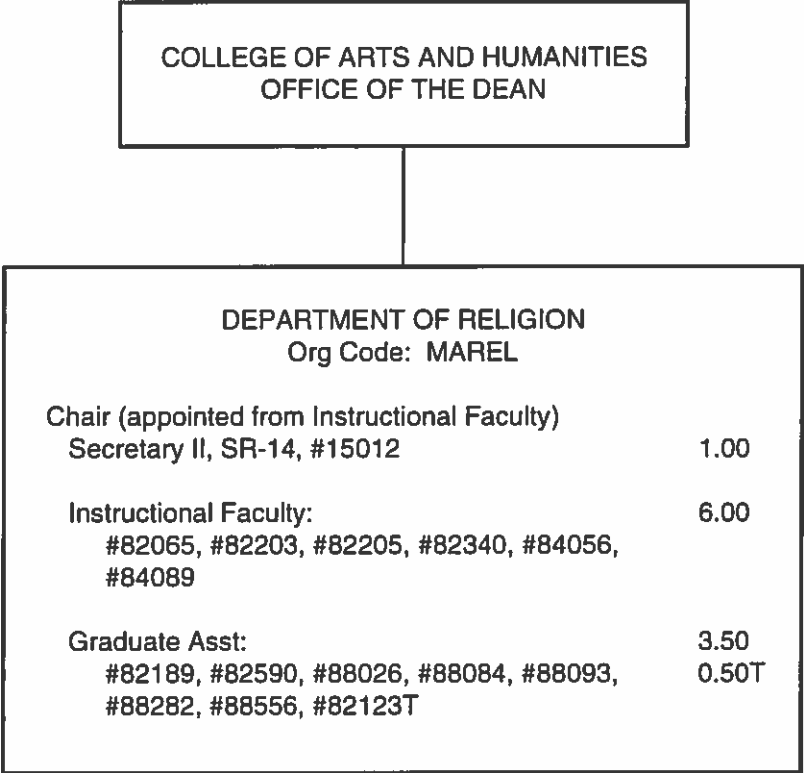 COLLEGE OF ARTS AND HUMANITIES
OFFICE OF THE DEAN
DEPARTMENT OF RELIGION
Org Code: MAREL
Chair (appointed from Instructional Faculty)
Secretary II, SR-14, #15012 1.00
Instructional Faculty: 6.00
#82065, #82203, #82205, #82340, #84056,
#84089
Graduate Asst: 3.50
#82189, #82590, #88026, #88084, #88093, 0.50T
#88282, #88556, #82123T